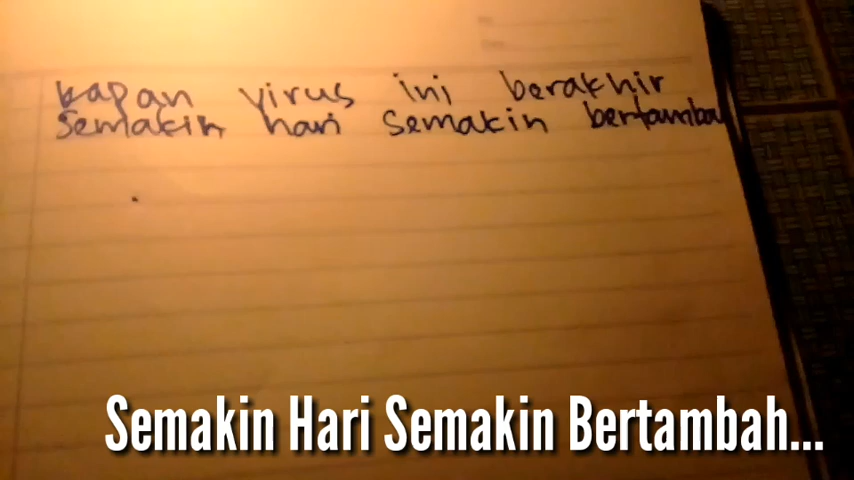 kapan virus ini berakhir
Semakin hari semakin bertamba
Semakin Hari Semakin Bertambah...